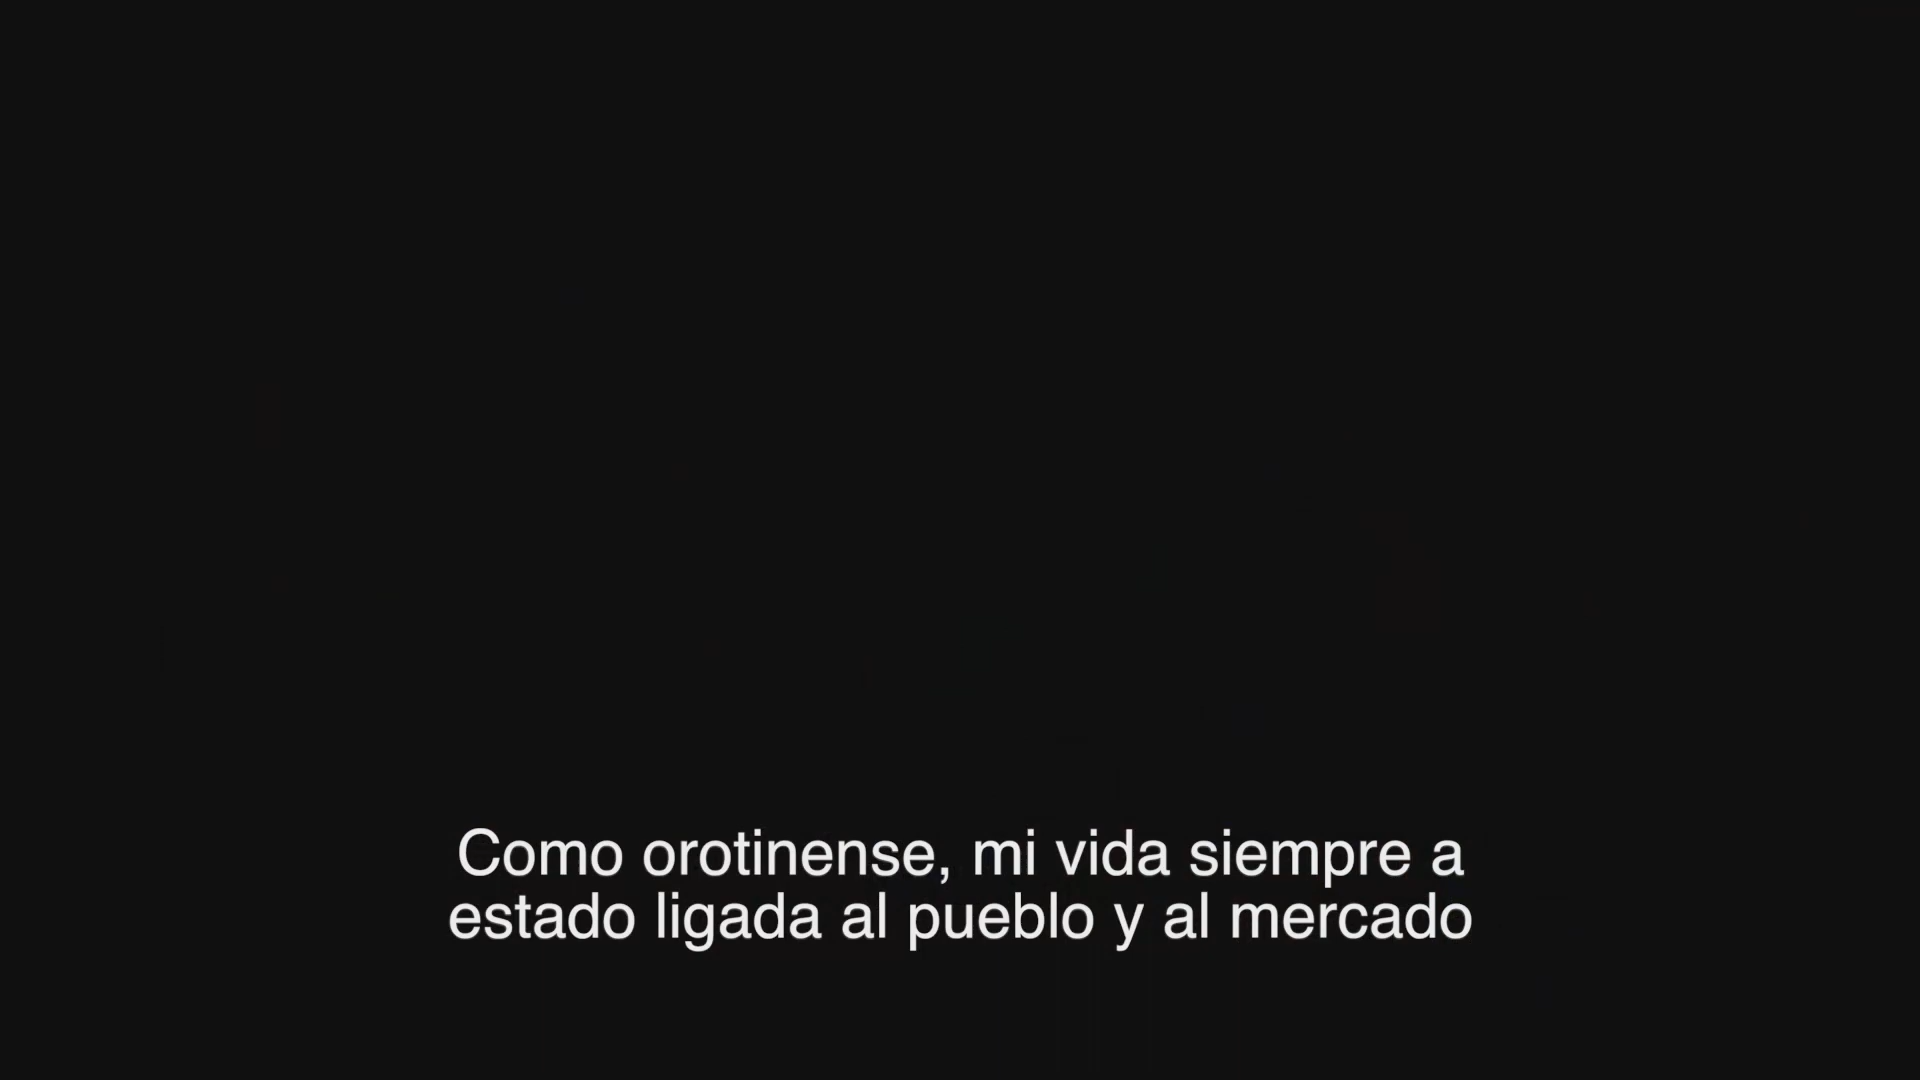 Como orotinense, mi vida siempre a
estado ligada al pueblo y al mercado